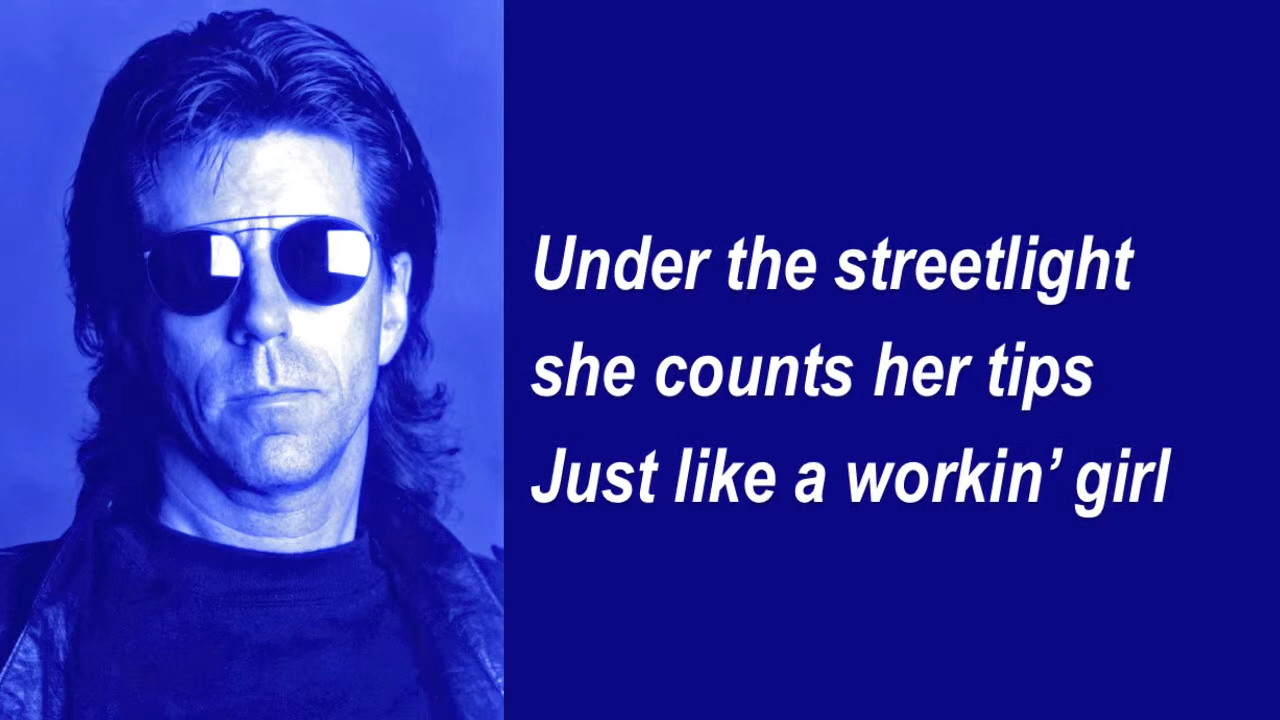 Under the streetlight
she counts her tips
Just like a workin’ girl